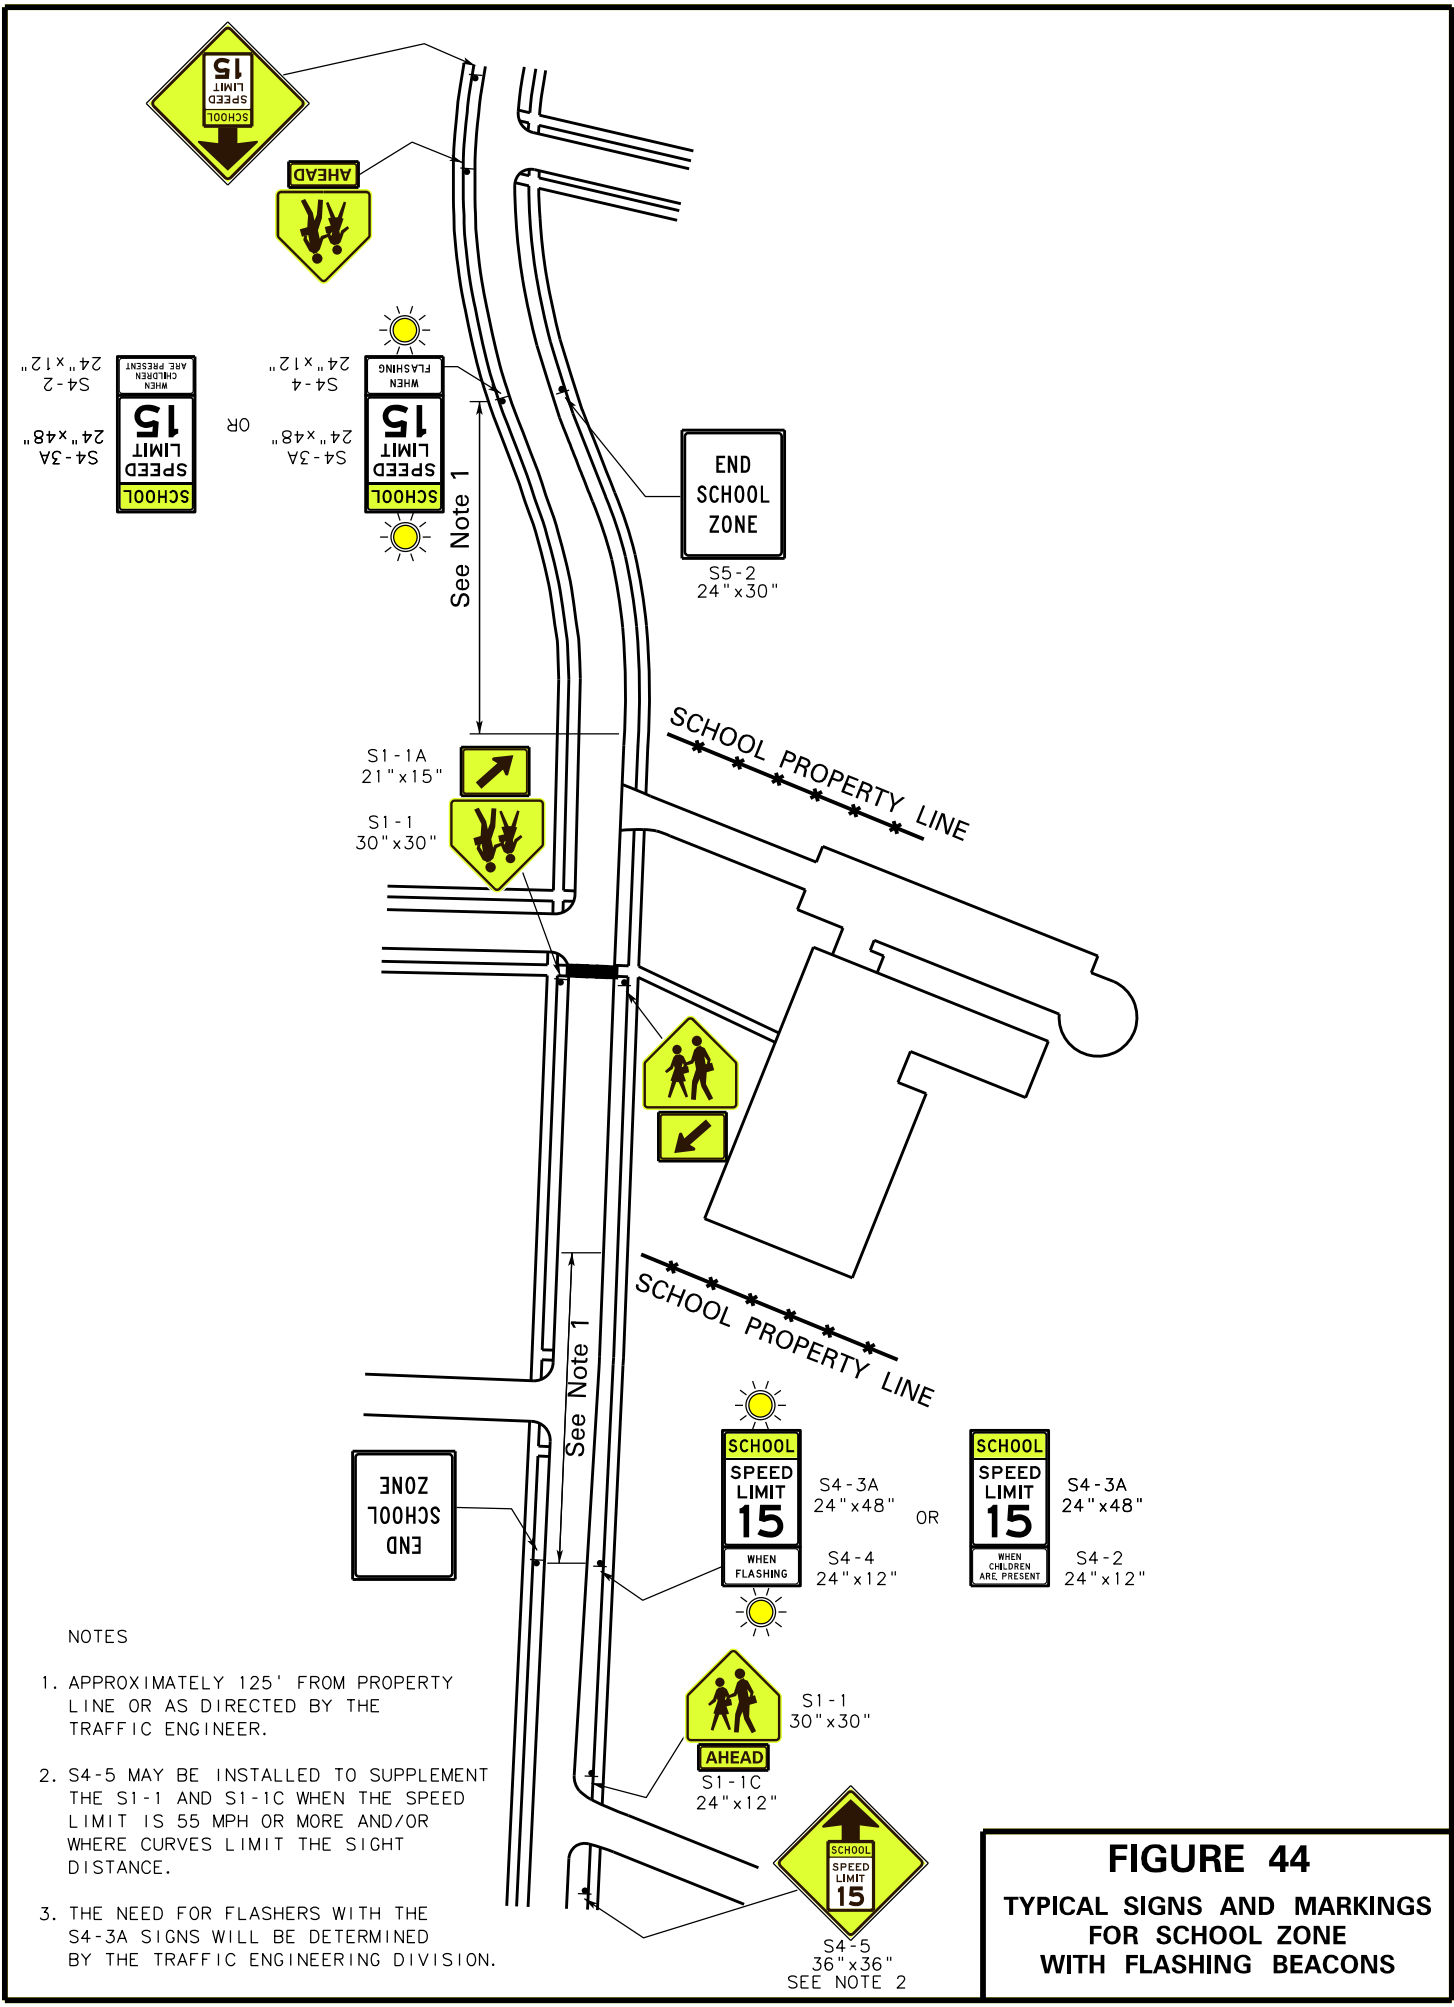 SCHOOL
SPEED
LIMIT
15
AHEAD
S4-2
24"x12"
WHEN
CHILDREN
ARE PRESENT
S4-3A
24"x48"
SCHOOL
SPEED
LIMIT
15
OR
S4-4
24"x12"
WHEN
FLASHING
S4-3A
24"x48"
SCHOOL
SPEED
LIMIT
15
See Note 1
END
SCHOOL
ZONE
S5-2
24"x30"
S1-1A
21"x15"
S1-1
30"x30"
SCHOOL PROPERTY LINE
SCHOOL PROPERTY LINE
See Note 1
END
SCHOOL
ZONE
SCHOOL
SPEED
LIMIT
15
WHEN
FLASHING
S4-3A
24"x48"
S4-4
24"x12"
OR
SCHOOL
SPEED
LIMIT
15
WHEN
CHILDREN
ARE PRESENT
S4-3A
24"x48"
S4-2
24"x12"
S1-1
30"x30"
AHEAD
S1-1C
24"x12"
SCHOOL
SPEED
LIMIT
15
S4-5
36"x36"
SEE NOTE 2
NOTES
1. APPROXIMATELY 125' FROM PROPERTY
LINE OR AS DIRECTED BY THE
TRAFFIC ENGINEER.
2. S4-5 MAY BE INSTALLED TO SUPPLEMENT
THE S1-1 AND S1-1C WHEN THE SPEED
LIMIT IS 55 MPH OR MORE AND/OR
WHERE CURVES LIMIT THE SIGHT
DISTANCE.
3. THE NEED FOR FLASHERS WITH THE
S4-3A SIGNS WILL BE DETERMINED
BY THE TRAFFIC ENGINEERING DIVISION.
FIGURE 44
TYPICAL SIGNS AND MARKINGS
FOR SCHOOL ZONE
WITH FLASHING BEACONS